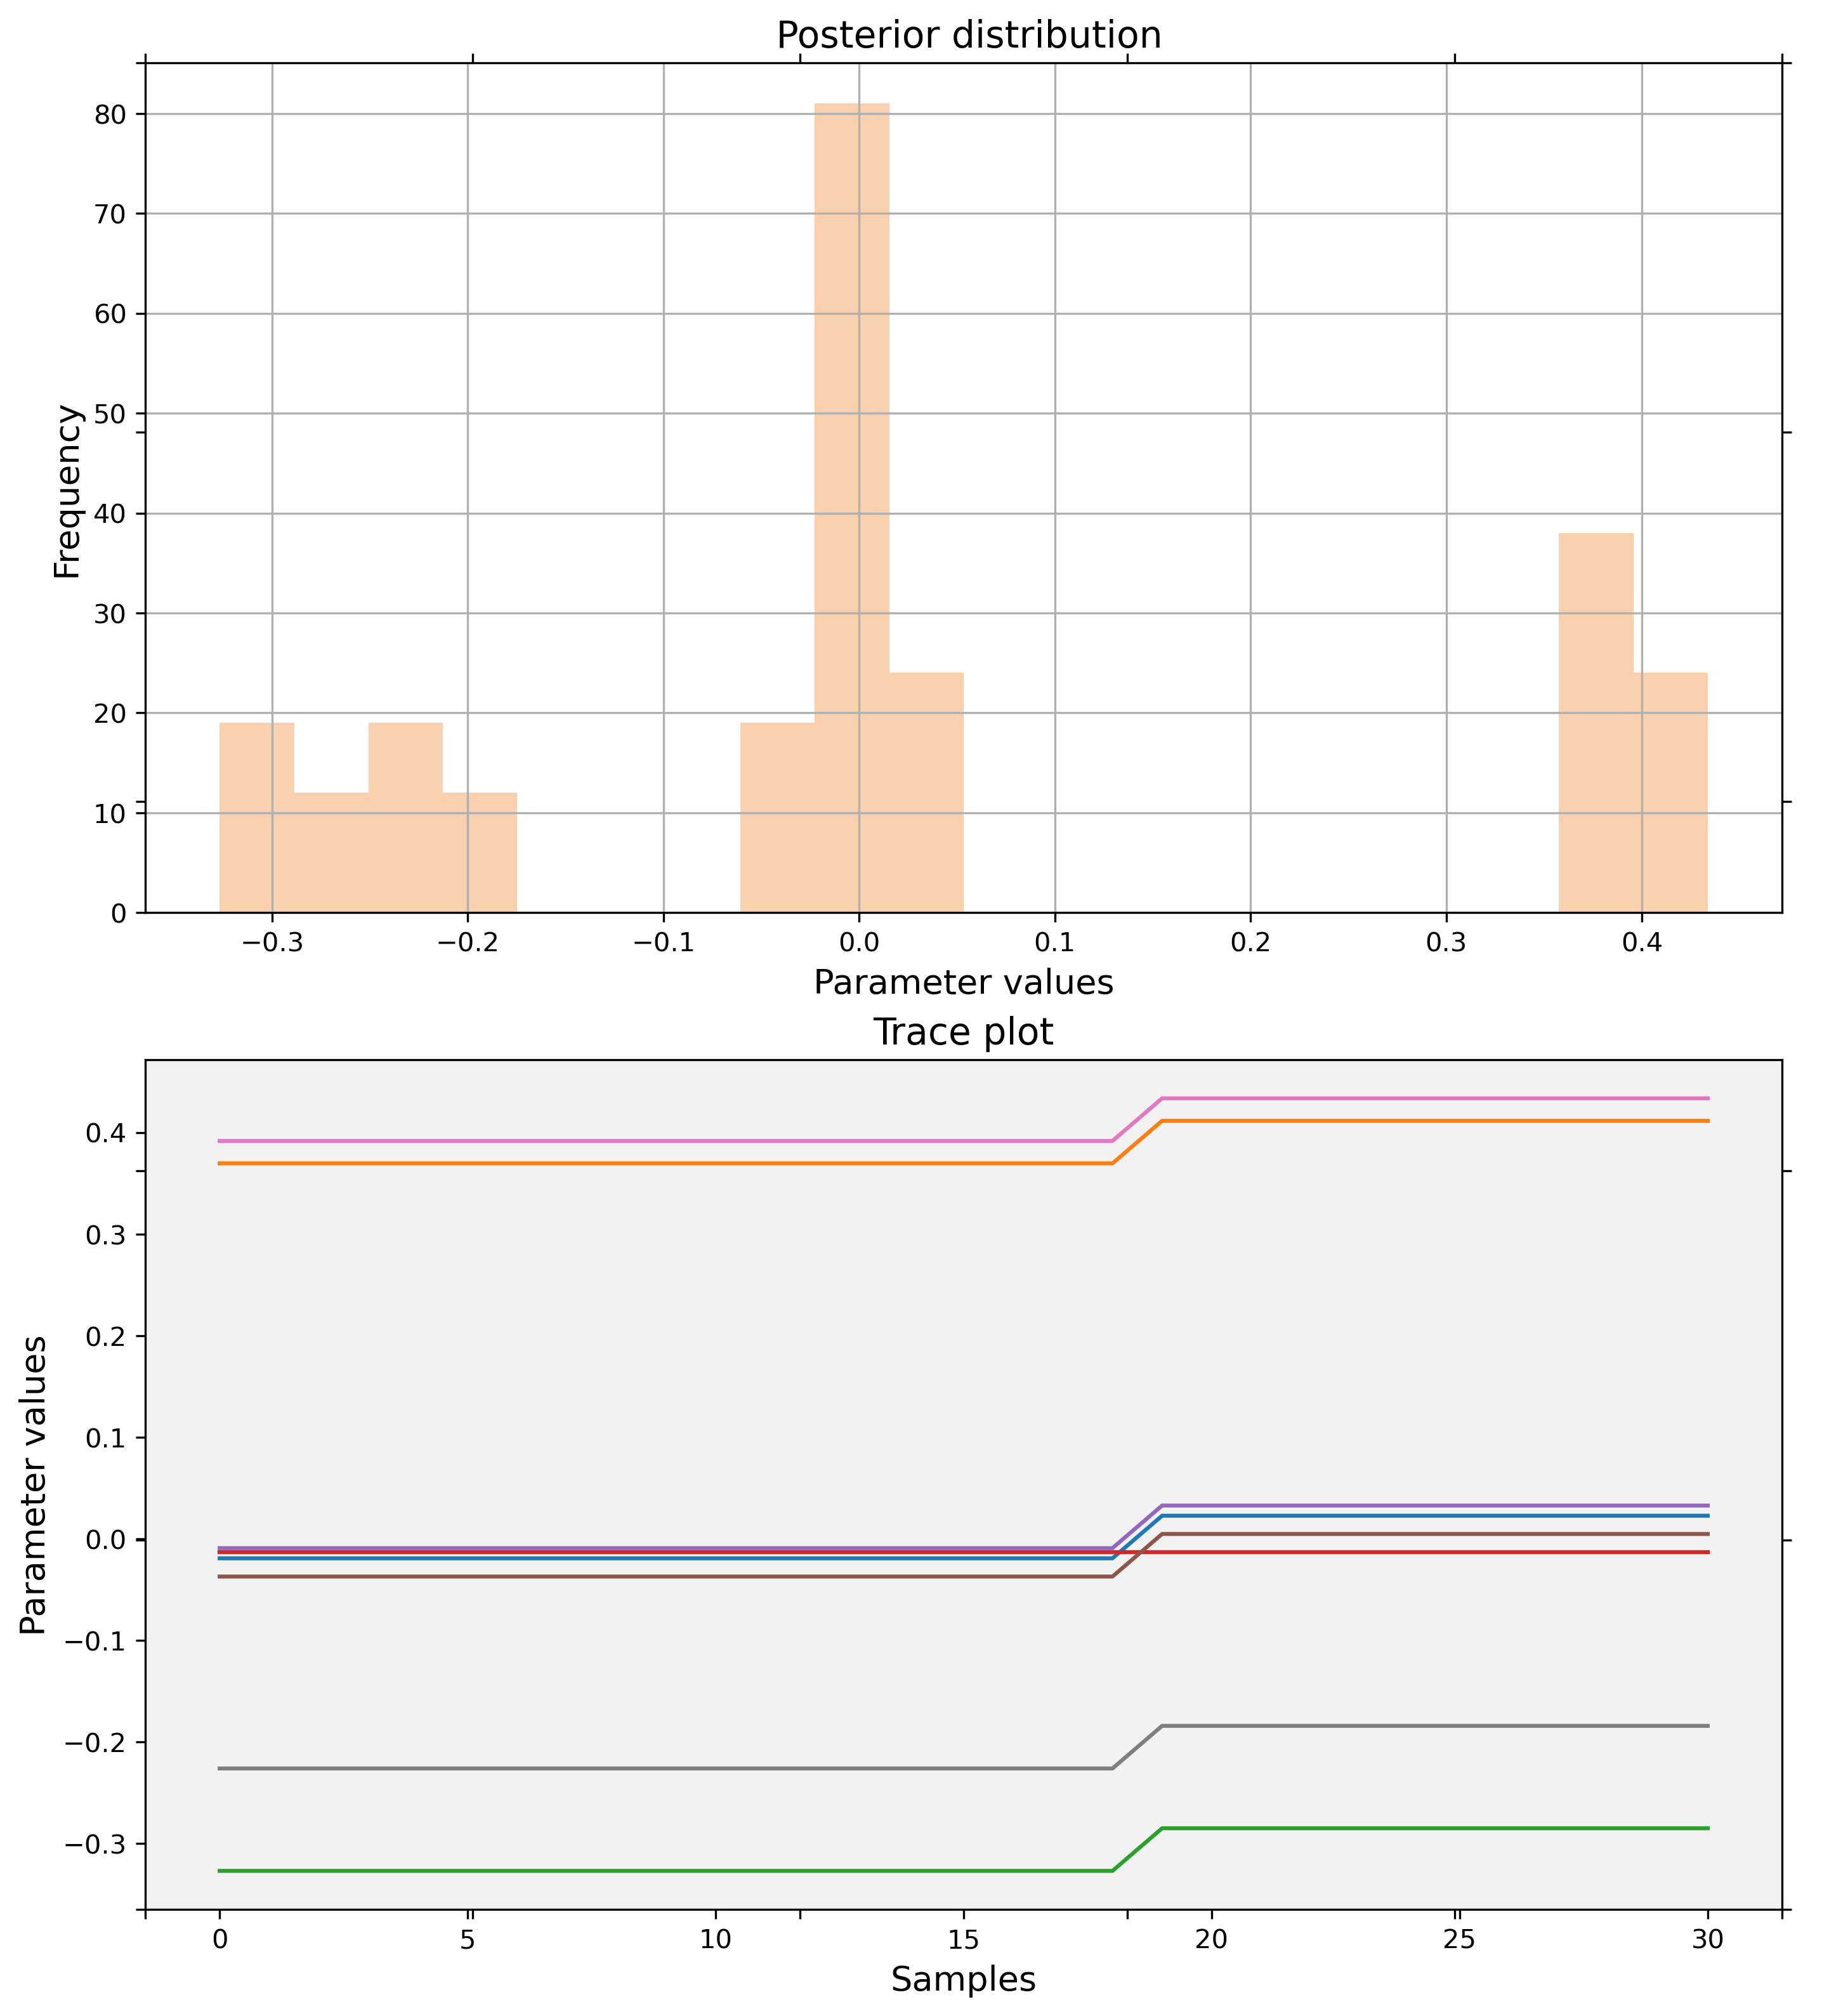 Posterior distribution
80
70
60
50
40
30
20
10
0
Frequency
−0.3 −0.2 −0.1 0.0 0.1 0.2 0.3 0.4
Parameter values
Trace plot
0.4
0.3
0.2
0.1
0.0
−0.1
−0.2
−0.3
Parameter values
0 5 10 15 20 25 30
Samples